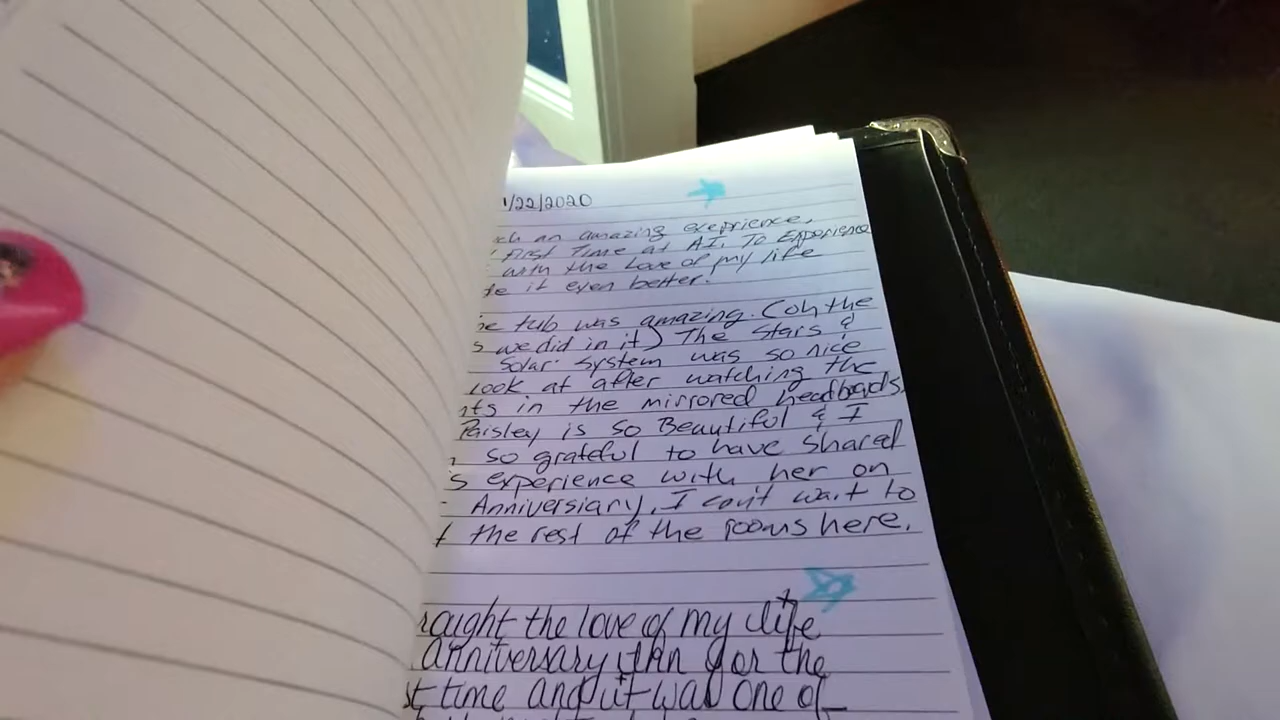 1/22/2020
an amazing exeprience,
First Time at A.I. To Experience
with the Love of my life
it even better.
tub was amazing. (oh the
we did in it) The Stars &
Solar System was so nice
look at after watching the
in the mirrored headboards.
Paisley is so Beautiful & I
so grateful to have shared
experience with her on
Anniversiary. I can't wait to
the rest of the rooms here.
the love of my life
anniversary Inn for the
time and it was one of